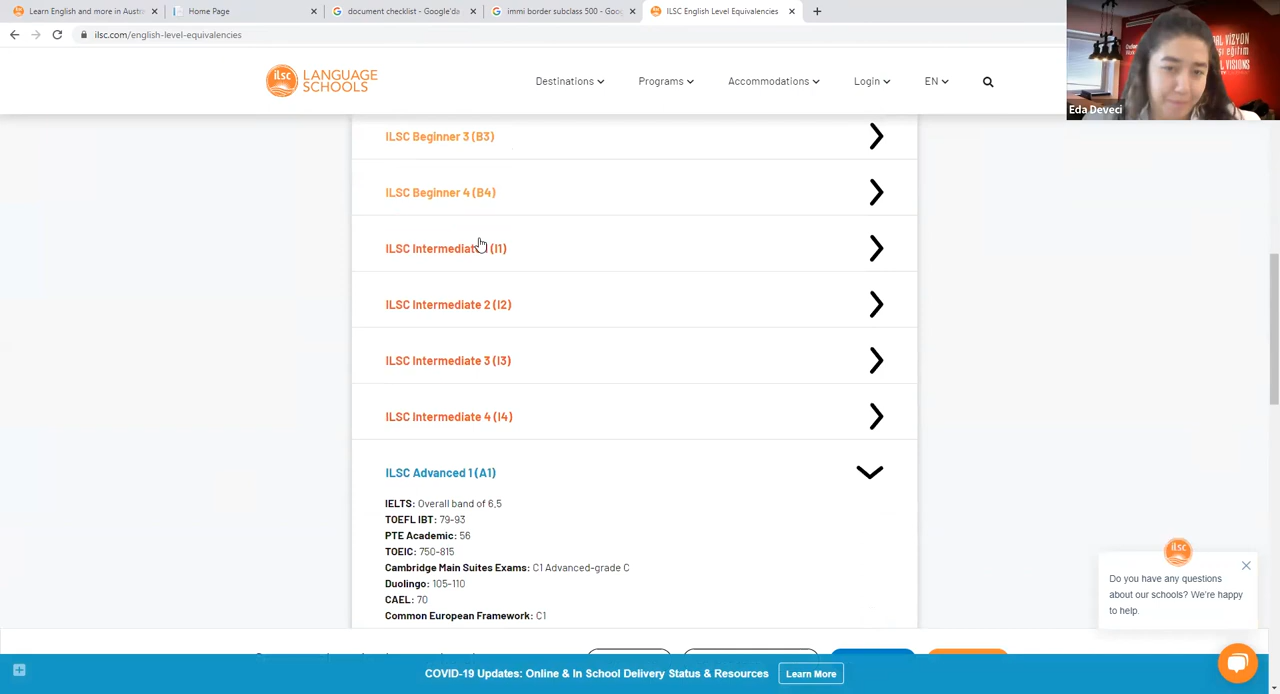 Learn English and more in Austr
Home Page
document checklist - Google'da
immi border subclass 500 - Goog
ILSC English Level Equivalencies
ilsc.com/english-level-equivalencies
ilsc LANGUAGE
SCHOOLS
Destinations
Programs
Accommodations
Login
EN
Eda Deveci
ILSC Beginner 3 (B3)
ILSC Beginner 4 (B4)
ILSC Intermediate 1 (I1)
ILSC Intermediate 2 (I2)
ILSC Intermediate 3 (I3)
ILSC Intermediate 4 (I4)
ILSC Advanced 1 (A1)
IELTS: Overall band of 6.5
TOEFL IBT: 79-93
PTE Academic: 56
TOEIC: 750-815
Cambridge Main Suites Exams: C1 Advanced-grade C
Duolingo: 105-110
CAEL: 70
Common European Framework: C1
ilsc
Do you have any questions
about our schools? We're happy
to help.
COVID-19 Updates: Online & In School Delivery Status & Resources
Learn More